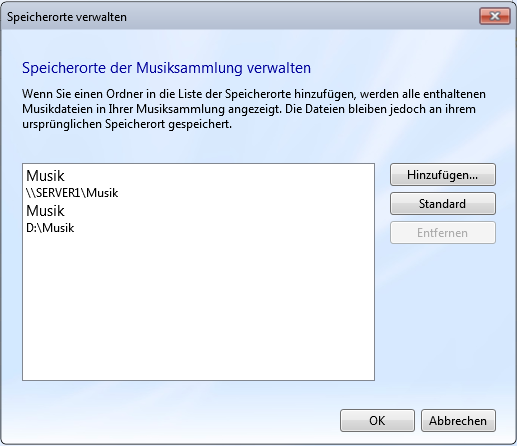 Speicherorte verwalten
Speicherorte der Musiksammlung verwalten
Wenn Sie einen Ordner in die Liste der Speicherorte hinzufügen, werden alle enthaltenen
Musikdateien in Ihrer Musiksammlung angezeigt. Die Dateien bleiben jedoch an ihrem
ursprünglichen Speicherort gespeichert.
Musik
\\SERVER1\Musik
Musik
D:\Musik
Hinzufügen...
Standard
Entfernen
OK
Abbrechen